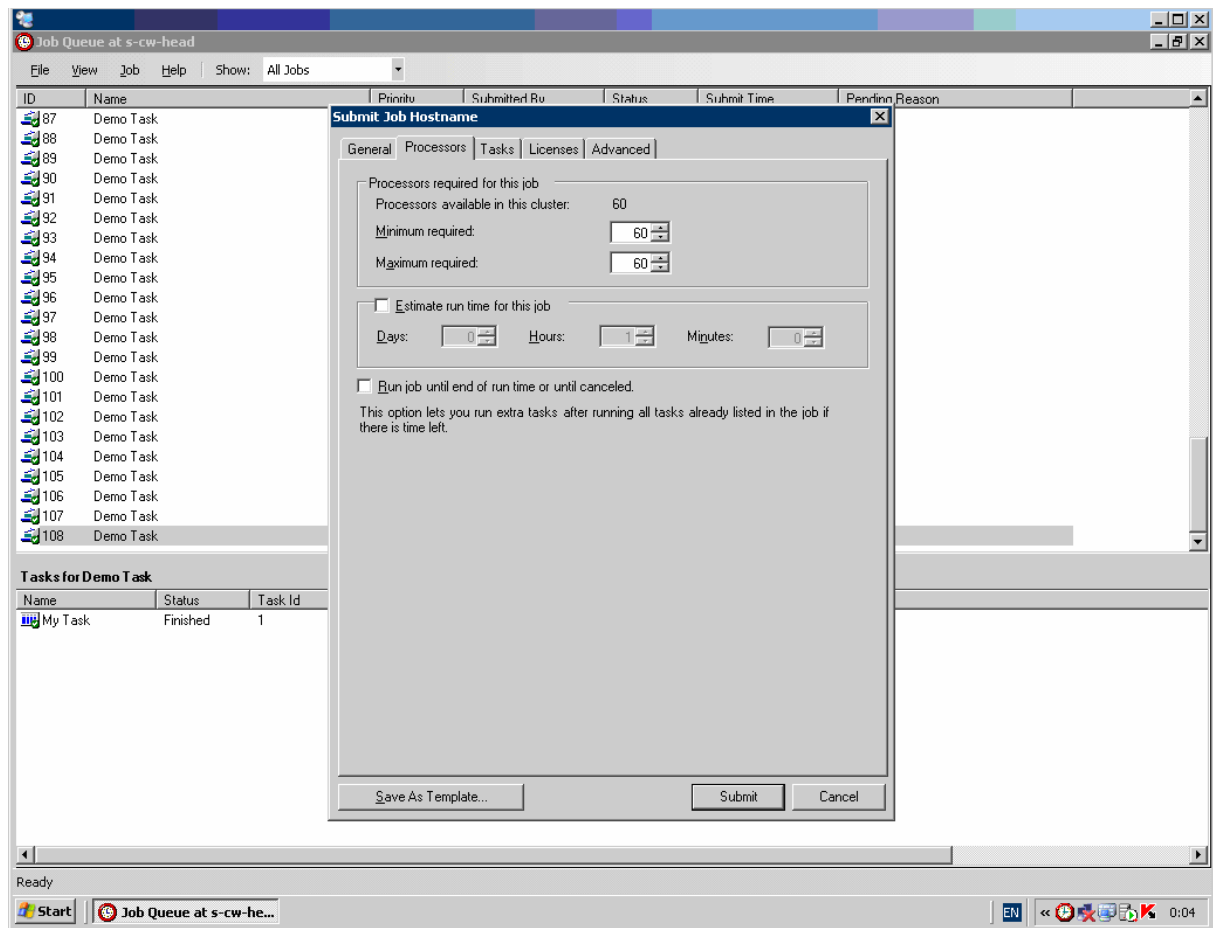 Job Queue at s-cw-head
File View Job Help Show: All Jobs
ID Name Priority Submitted By Status Submit Time Pending Reason
87 Demo Task
88 Demo Task
89 Demo Task
90 Demo Task
91 Demo Task
92 Demo Task
93 Demo Task
94 Demo Task
95 Demo Task
96 Demo Task
97 Demo Task
98 Demo Task
99 Demo Task
100 Demo Task
101 Demo Task
102 Demo Task
103 Demo Task
104 Demo Task
105 Demo Task
106 Demo Task
107 Demo Task
108 Demo Task
Submit Job Hostname
General Processors Tasks Licenses Advanced
Processors required for this job
Processors available in this cluster: 60
Minimum required: 60
Maximum required: 60
Estimate run time for this job
Days: 0 Hours: 1 Minutes: 0
Run job until end of run time or until canceled.
This option lets you run extra tasks after running all tasks already listed in the job if
there is time left.
Save As Template... Submit Cancel
Tasks for Demo Task
Name Status Task Id
My Task Finished 1
Ready
Start Job Queue at s-cw-he... EN « 0:04